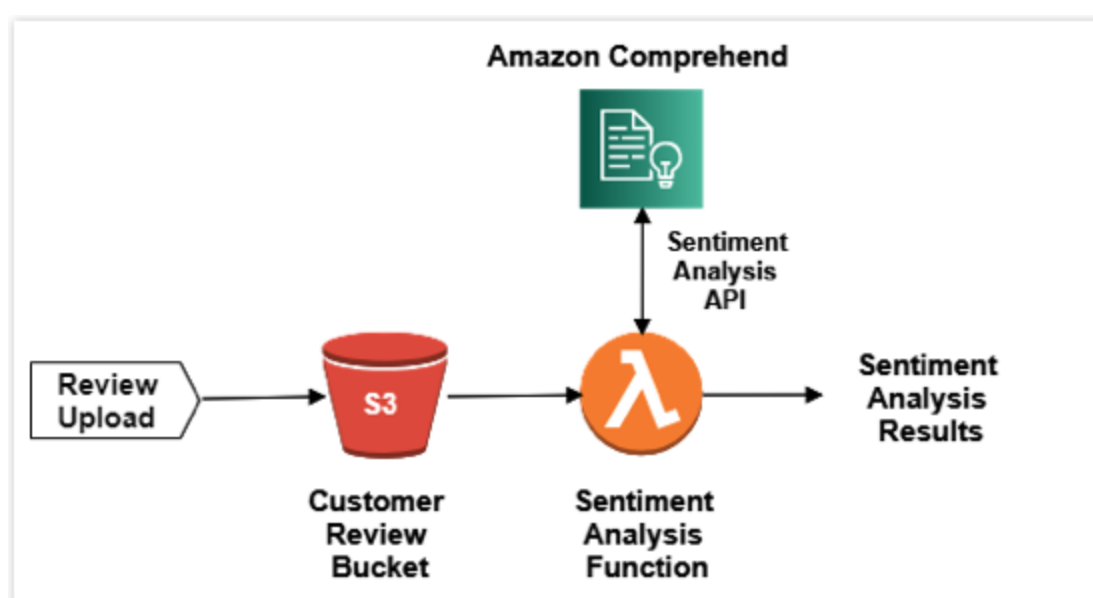 Amazon Comprehend
Sentiment
Analysis
API
Review
Upload
S3
Sentiment
Analysis
Results
Customer
Review
Bucket
Sentiment
Analysis
Function